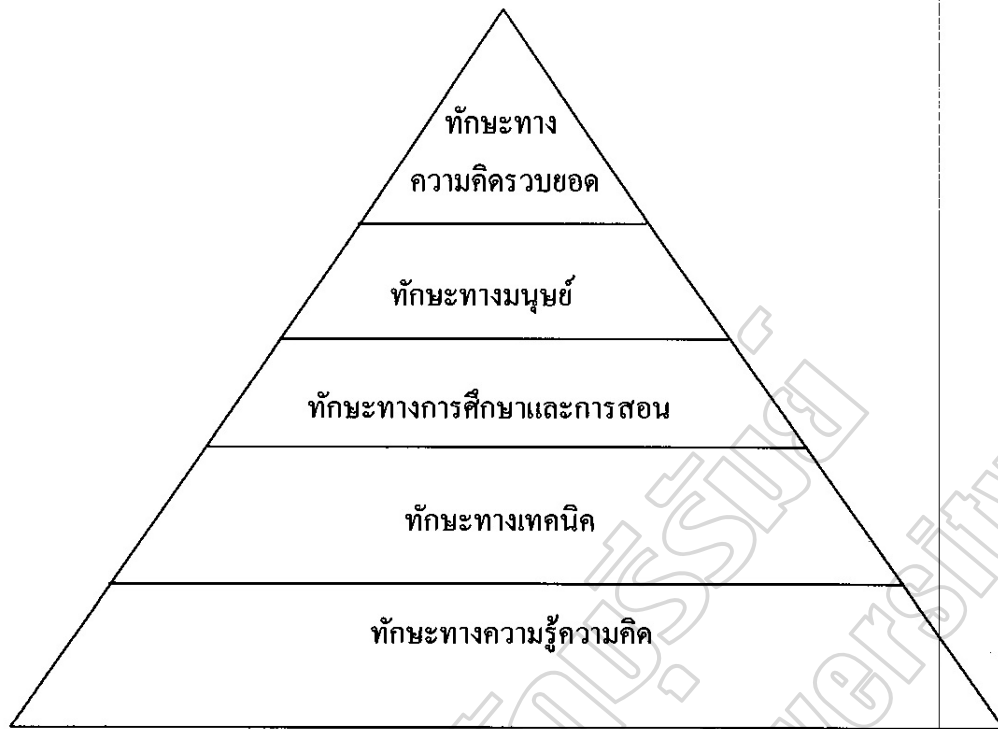 ทักษะทาง
ความคิดรวบยอด
ทักษะทางมนุษย์
ทักษะทางการศึกษาและการสอน
ทักษะทางเทคนิค
ทักษะทางความรู้ความคิด